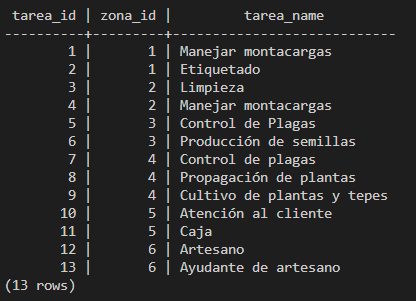 tarea_id | zona_id | tarea_name
----------+---------+----------------------------
1 | 1 | Manejar montacargas
2 | 1 | Etiquetado
3 | 2 | Limpieza
4 | 2 | Manejar montacargas
5 | 3 | Control de Plagas
6 | 3 | Producción de semillas
7 | 4 | Control de plagas
8 | 4 | Propagación de plantas
9 | 4 | Cultivo de plantas y tepes
10 | 5 | Atención al cliente
11 | 5 | Caja
12 | 6 | Artesano
13 | 6 | Ayudante de artesano
(13 rows)